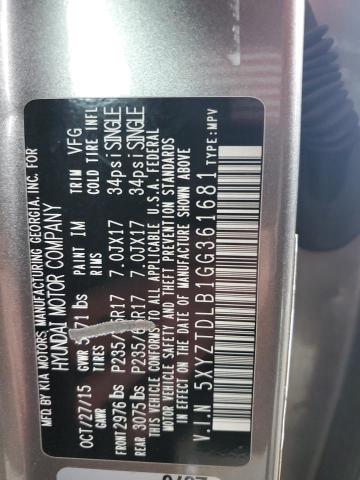 MFD BY KIA MOTORS MANUFACTURING GEORGIA, INC. FOR
HYUNDAI MOTOR COMPANY
OCT/27/15 GVWR 71 lbs PAINT IM TRIM VFG
GAWR TIRES RIMS COLD TIRE INFL
FRONT 2976 lbs P235/ R17 7.0JX17 34psi SINGLE
REAR 3075 lbs P235/ R17 7.0JX17 34psi SINGLE
THIS VEHICLE CONFORMS TO ALL APPLICABLE U.S.A. FEDERAL
MOTOR VEHICLE SAFETY, BUMPER, AND THEFT PREVENTION STANDARDS
IN EFFECT ON THE DATE OF MANUFACTURE SHOWN ABOVE.
V.I.N 5XYZTDLB1GG361681 TYPE:MPV